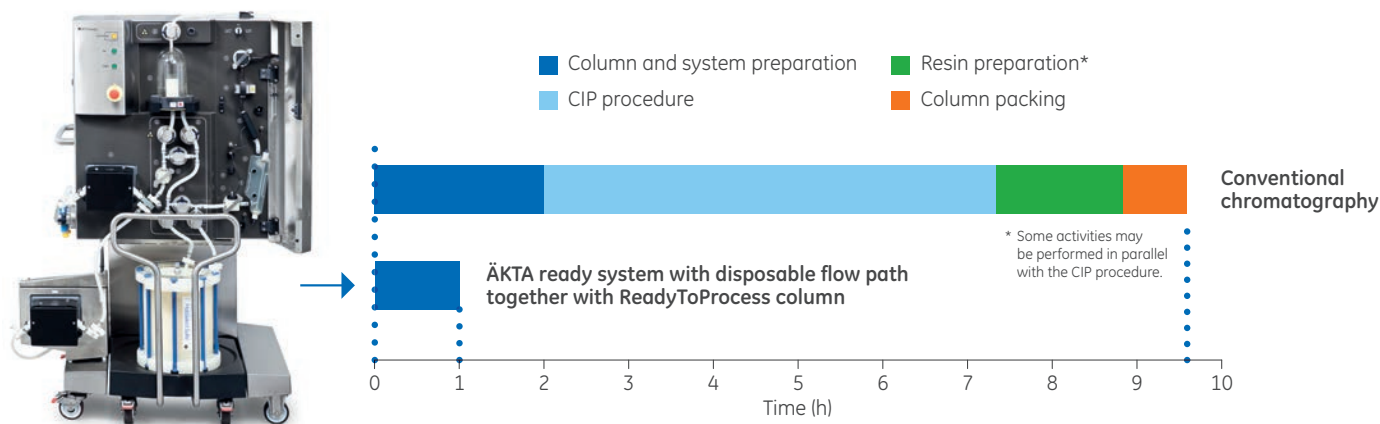 Column and system preparation
Resin preparation*
CIP procedure
Column packing
Conventional
chromatography
* Some activities may
be performed in parallel
with the CIP procedure.
ÄKTA ready system with disposable flow path
together with ReadyToProcess column
0 1 2 3 4 5 6 7 8 9 10
Time (h)